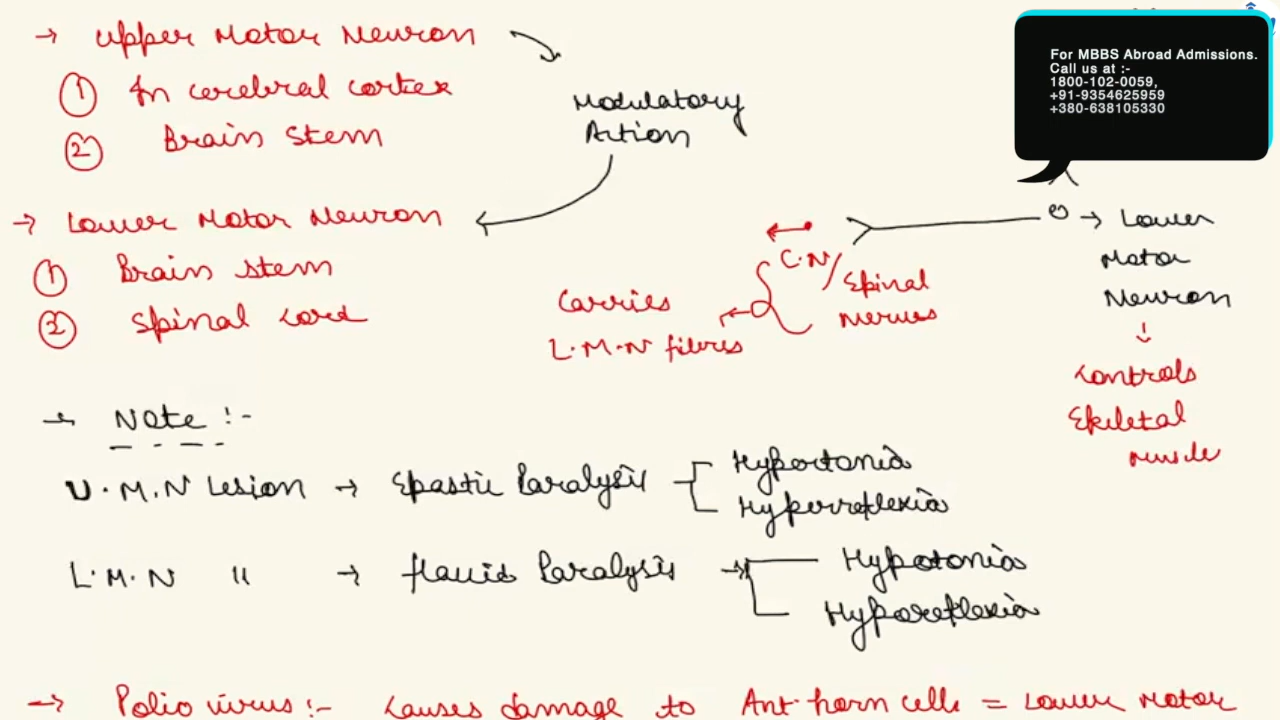 → Upper Motor Neuron
① In cerebral cortex
② Brain Stem
Modulatory
Action
For MBBS Abroad Admissions.
Call us at :-
1800-102-0059,
+91-9354625959
+380-638105330
→ Lower Motor Neuron
① Brain stem
② Spinal cord
C.N/
Spinal
nerves
Carries
L.M.N fibres
→ Lower
Motor
Neuron
↓
Controls
Skeletal
muscle
→ Note :-
U.M.N Lesion → Spastic Paralysis
Hypertonia
Hyperreflexia
L.M.N " → flaccid Paralysis →
Hypotonia
Hyporeflexia
→ Polio virus :- Causes damage to Ant. horn cells = Lower Motor